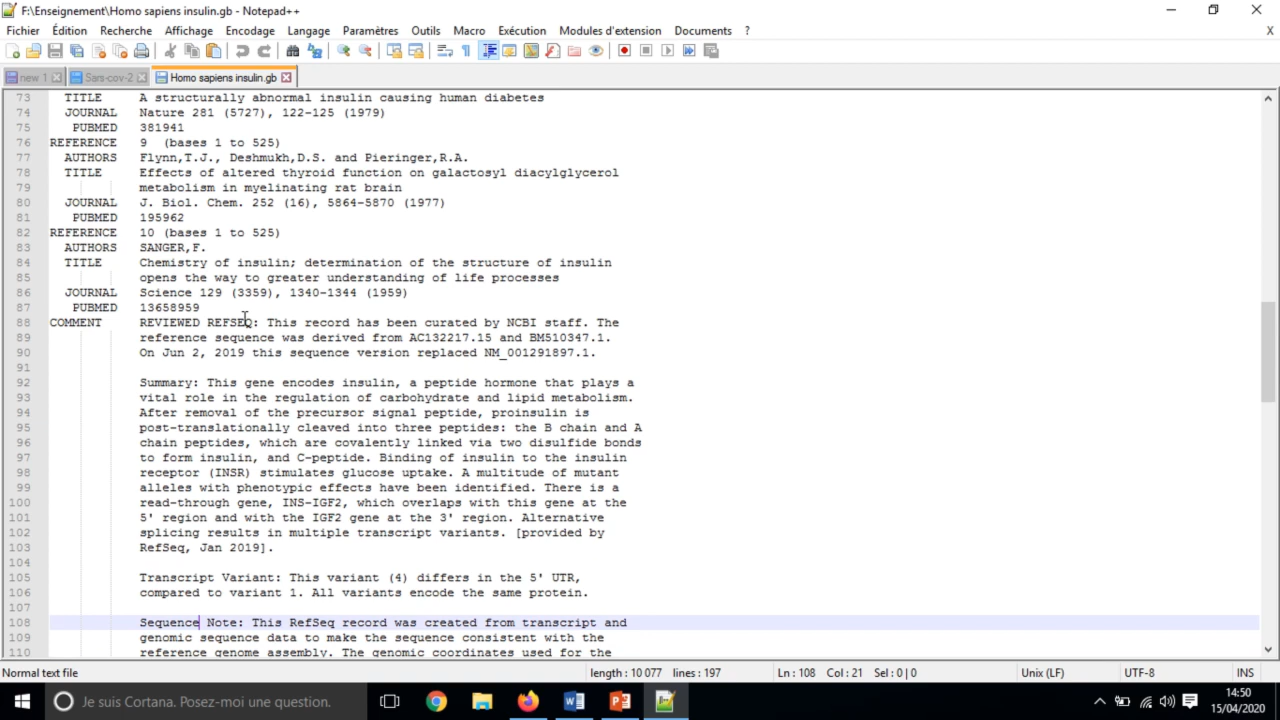 F:\Enseignement\Homo sapiens insulin.gb - Notepad++
Fichier Édition Recherche Affichage Encodage Langage Paramètres Outils Macro Exécution Modules d'extension Documents ? X
new 1 Sars-cov-2 Homo sapiens insulin.gb
73 TITLE A structurally abnormal insulin causing human diabetes
74 JOURNAL Nature 281 (5727), 122-125 (1979)
75 PUBMED 381941
76 REFERENCE 9 (bases 1 to 525)
77 AUTHORS Flynn,T.J., Deshmukh,D.S. and Pieringer,R.A.
78 TITLE Effects of altered thyroid function on galactosyl diacylglycerol
79 metabolism in myelinating rat brain
80 JOURNAL J. Biol. Chem. 252 (16), 5864-5870 (1977)
81 PUBMED 195962
82 REFERENCE 10 (bases 1 to 525)
83 AUTHORS SANGER,F.
84 TITLE Chemistry of insulin; determination of the structure of insulin
85 opens the way to greater understanding of life processes
86 JOURNAL Science 129 (3359), 1340-1344 (1959)
87 PUBMED 13658959
88 COMMENT REVIEWED REFSEQ: This record has been curated by NCBI staff. The
89 reference sequence was derived from AC132217.15 and BM510347.1.
90 On Jun 2, 2019 this sequence version replaced NM_001291897.1.
91
92 Summary: This gene encodes insulin, a peptide hormone that plays a
93 vital role in the regulation of carbohydrate and lipid metabolism.
94 After removal of the precursor signal peptide, proinsulin is
95 post-translationally cleaved into three peptides: the B chain and A
96 chain peptides, which are covalently linked via two disulfide bonds
97 to form insulin, and C-peptide. Binding of insulin to the insulin
98 receptor (INSR) stimulates glucose uptake. A multitude of mutant
99 alleles with phenotypic effects have been identified. There is a
100 read-through gene, INS-IGF2, which overlaps with this gene at the
101 5' region and with the IGF2 gene at the 3' region. Alternative
102 splicing results in multiple transcript variants. [provided by
103 RefSeq, Jan 2019].
104
105 Transcript Variant: This variant (4) differs in the 5' UTR,
106 compared to variant 1. All variants encode the same protein.
107
108 Sequence Note: This RefSeq record was created from transcript and
109 genomic sequence data to make the sequence consistent with the
110 reference genome assembly. The genomic coordinates used for the
Normal text file length : 10 077 lines : 197 Ln : 108 Col : 21 Sel : 0 | 0 Unix (LF) UTF-8 INS
Je suis Cortana. Posez-moi une question.
14:50
15/04/2020